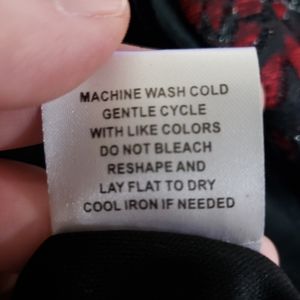 MACHINE WASH COLD
GENTLE CYCLE
WITH LIKE COLORS
DO NOT BLEACH
RESHAPE AND
LAY FLAT TO DRY
COOL IRON IF NEEDED